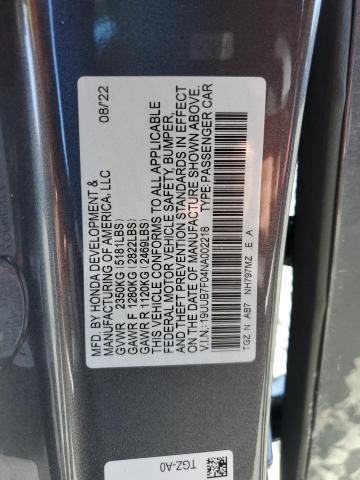 MFD. BY HONDA DEVELOPMENT & 08/'22
MANUFACTURING OF AMERICA, LLC
GVWR 2350KG (5181LBS)
GAWR F 1280KG (2822LBS)
GAWR R 1120KG (2469LBS)
THIS VEHICLE CONFORMS TO ALL APPLICABLE
FEDERAL MOTOR VEHICLE SAFETY, BUMPER,
AND THEFT PREVENTION STANDARDS IN EFFECT
ON THE DATE OF MANUFACTURE SHOWN ABOVE.
V.I.N.: 19UUB7F04NA002218 TYPE:PASSENGER CAR
TGZ N AB7 NH797MZ E A
TGZ-A0